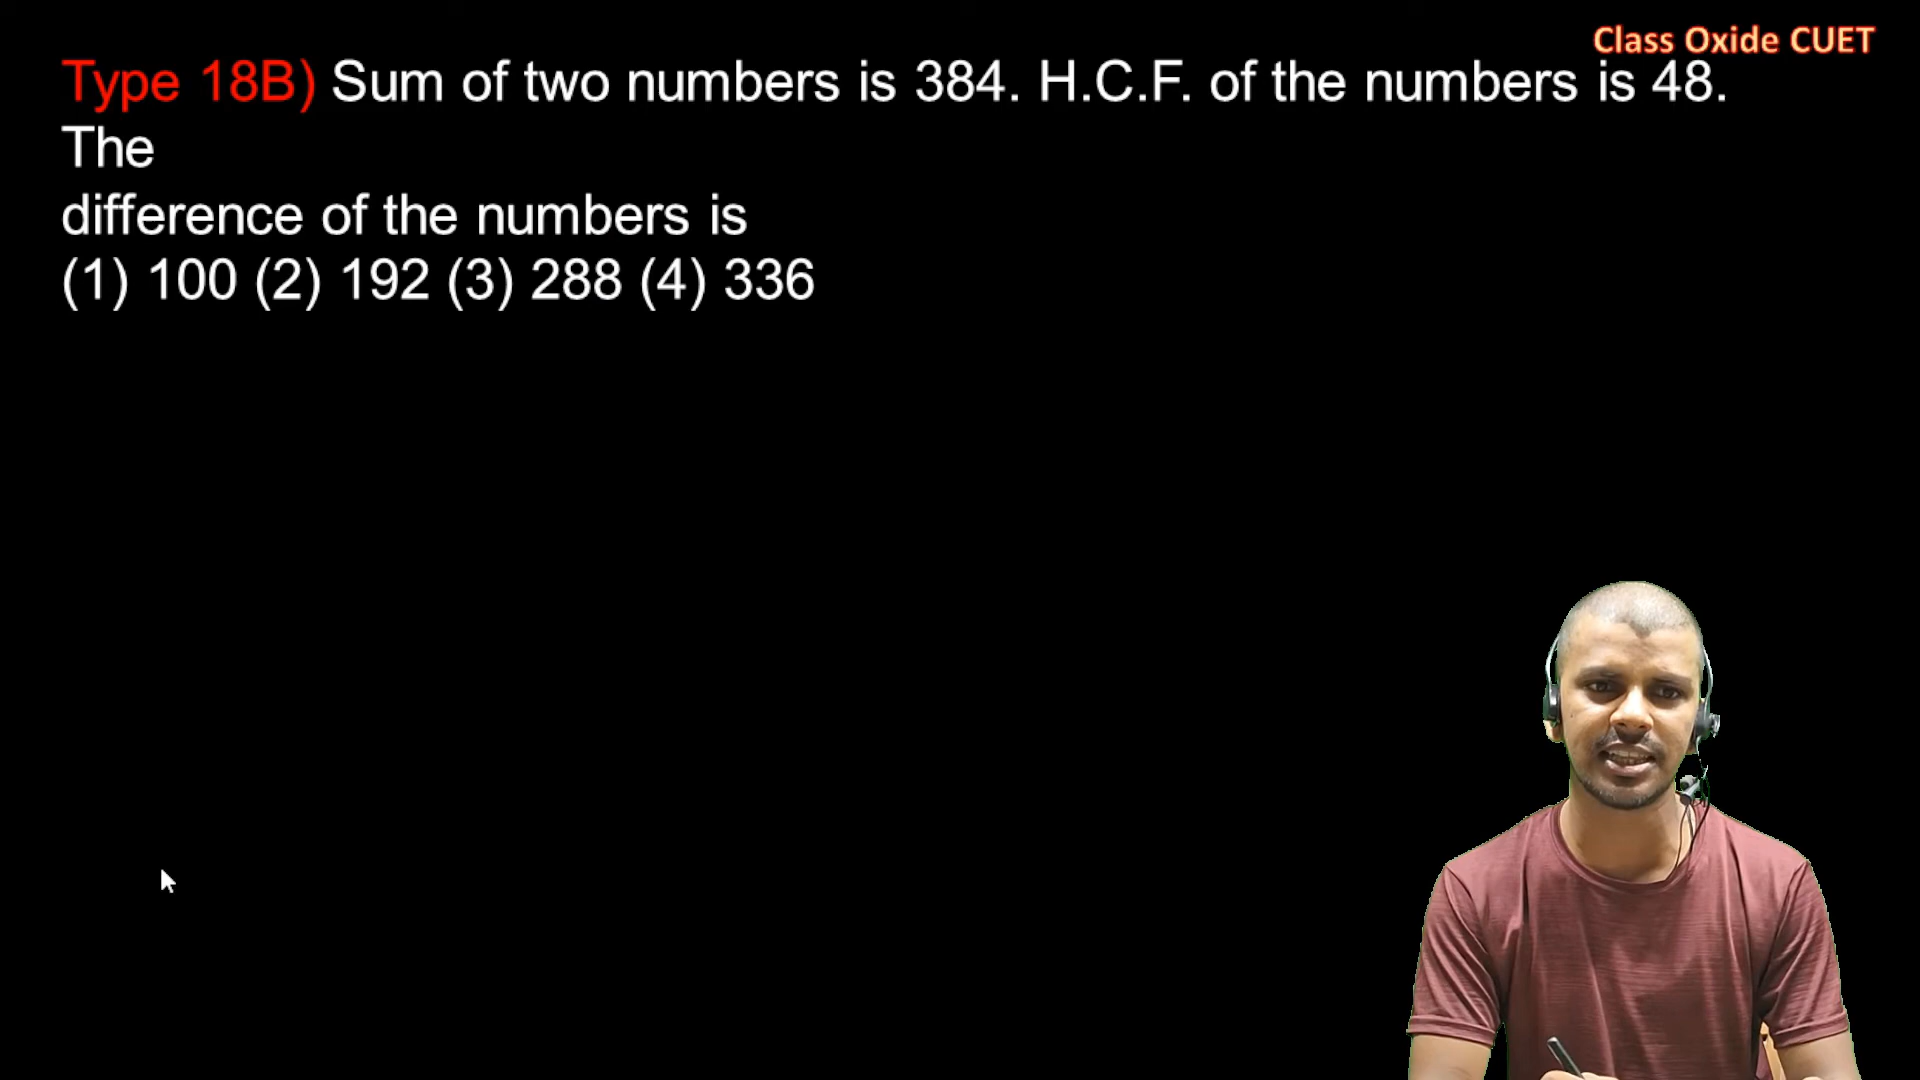 Class Oxide CUET
Type 18B) Sum of two numbers is 384. H.C.F. of the numbers is 48.
The
difference of the numbers is
(1) 100 (2) 192 (3) 288 (4) 336